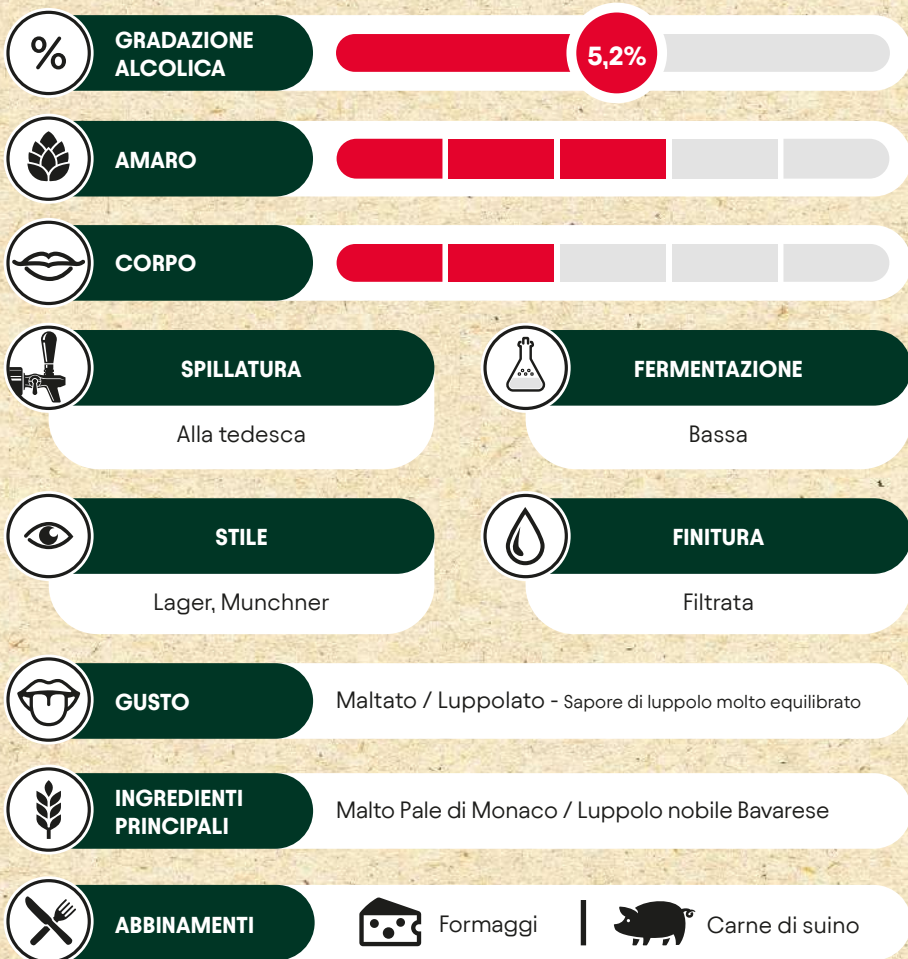 %
GRADAZIONE
ALCOLICA
5,2%
AMARO
CORPO
SPILLATURA
Alla tedesca
FERMENTAZIONE
Bassa
STILE
Lager, Munchner
FINITURA
Filtrata
GUSTO
Maltato / Luppolato - Sapore di luppolo molto equilibrato
INGREDIENTI
PRINCIPALI
Malto Pale di Monaco / Luppolo nobile Bavarese
ABBINAMENTI
Formaggi
Carne di suino